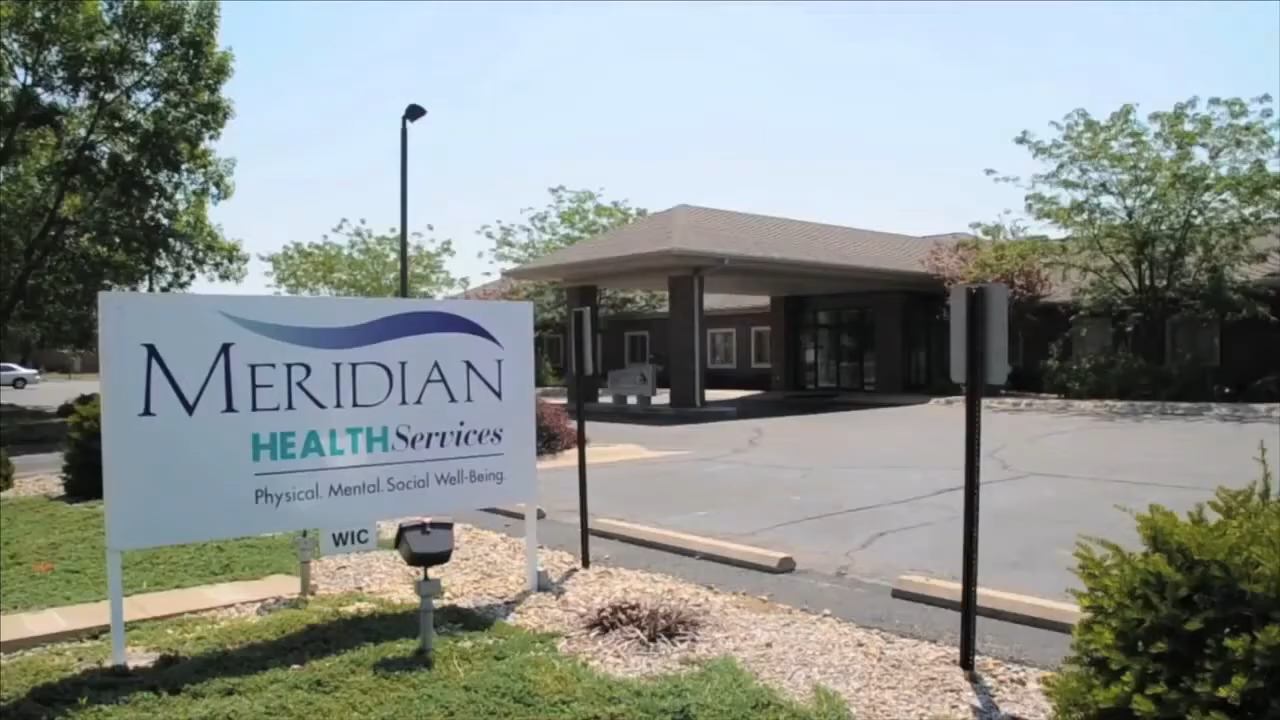 MERIDIAN
HEALTH Services
Physical. Mental. Social Well-Being.
WIC